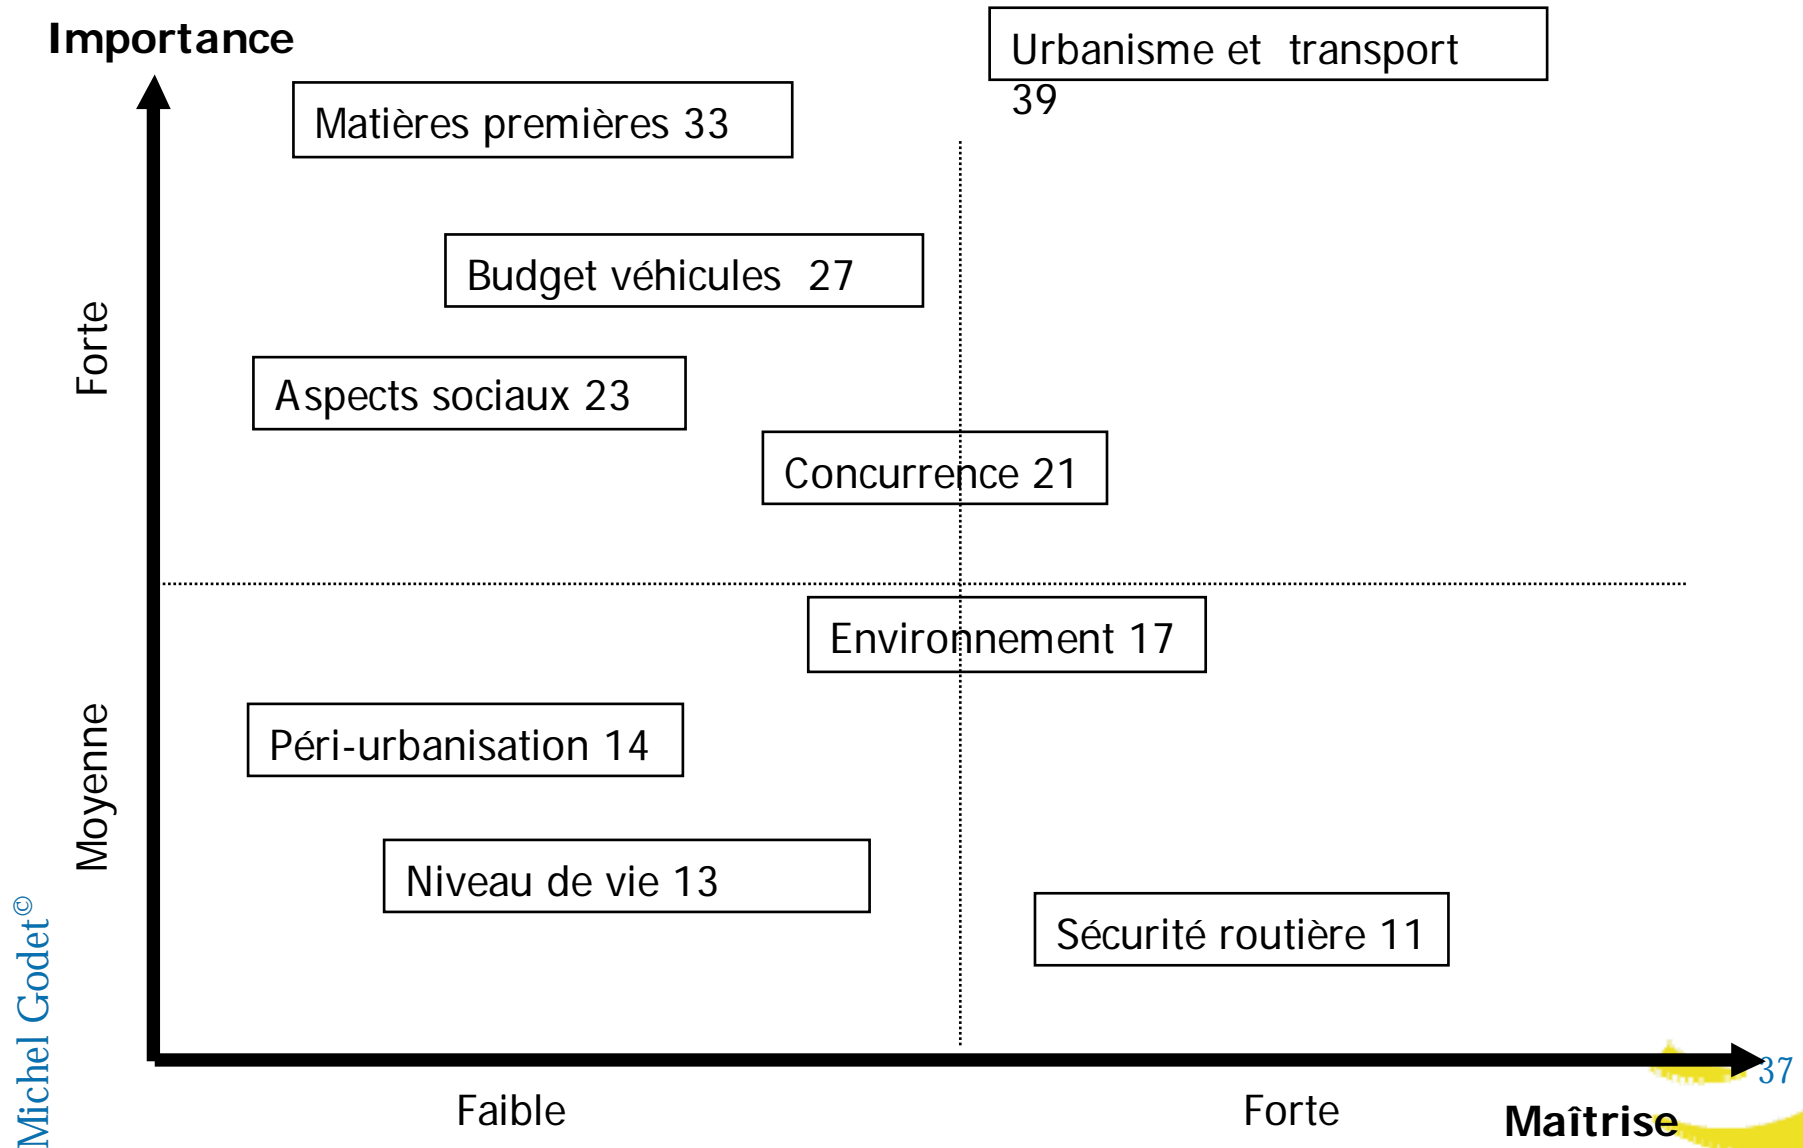 Importance
Urbanisme et transport
39
Matières premières 33
Budget véhicules 27
Forte
Aspects sociaux 23
Concurrence 21
Environnement 17
Moyenne
Péri-urbanisation 14
Niveau de vie 13
Sécurité routière 11
Michel Godet©
37
Faible
Forte
Maîtrise